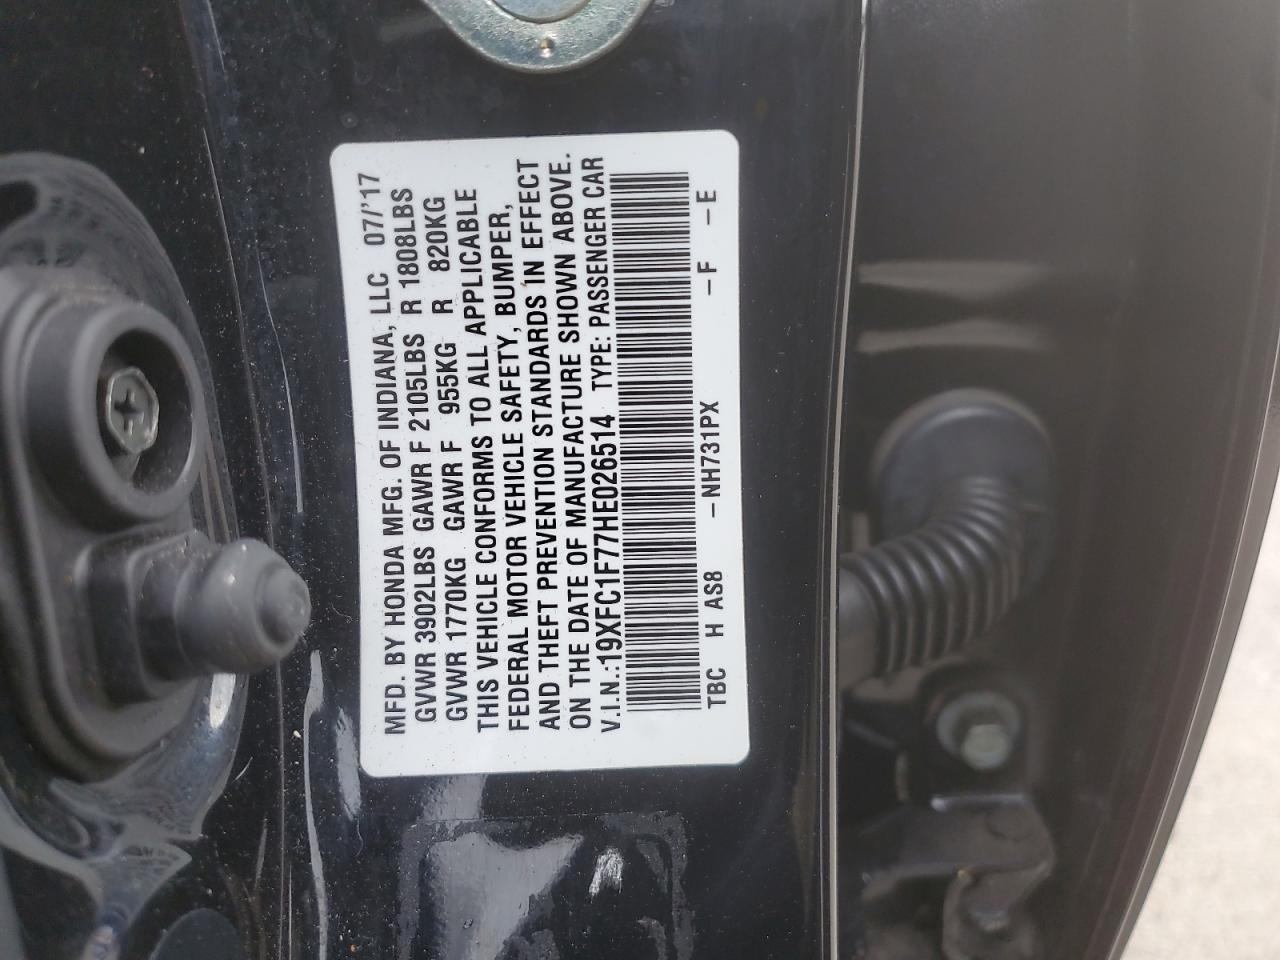 MFD. BY HONDA MFG. OF INDIANA, LLC 07/'17
GVWR 3902LBS GAWR F 2105LBS R 1808LBS
GVWR 1770KG GAWR F 955KG R 820KG
THIS VEHICLE CONFORMS TO ALL APPLICABLE
FEDERAL MOTOR VEHICLE SAFETY, BUMPER,
AND THEFT PREVENTION STANDARDS IN EFFECT
ON THE DATE OF MANUFACTURE SHOWN ABOVE.
V.I.N.:19XFC1F77HE026514 TYPE: PASSENGER CAR
TBC H AS8 -NH731PX -F -E